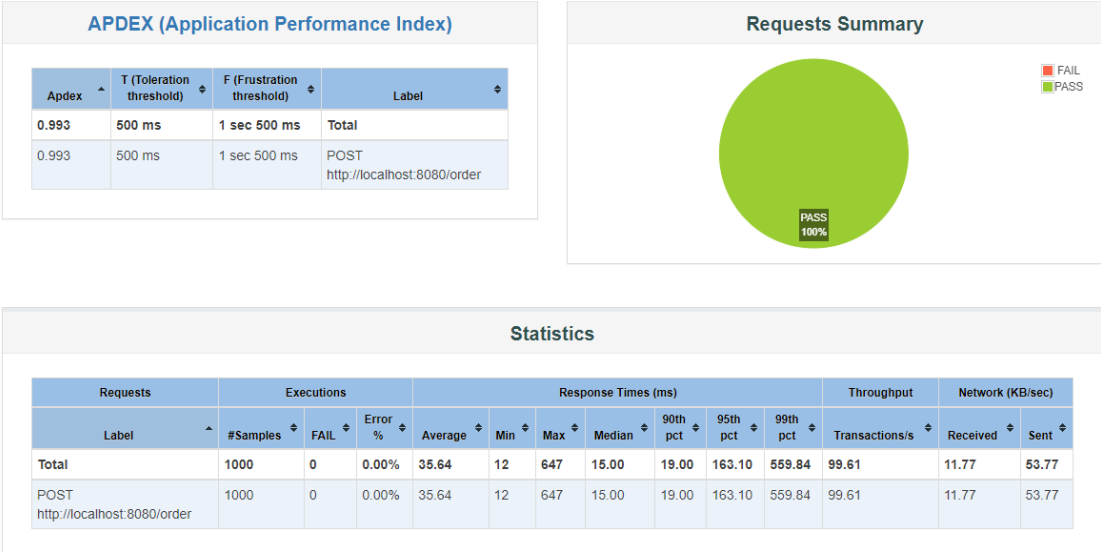 APDEX (Application Performance Index)
Apdex T (Toleration threshold) F (Frustration threshold) Label
0.993 500 ms 1 sec 500 ms Total
0.993 500 ms 1 sec 500 ms POST http://localhost:8080/order
Requests Summary
FAIL
PASS
PASS
100%
Statistics
Requests Executions Response Times (ms) Throughput Network (KB/sec)
Label #Samples FAIL Error % Average Min Max Median 90th pct 95th pct 99th pct Transactions/s Received Sent
Total 1000 0 0.00% 35.64 12 647 15.00 19.00 163.10 559.84 99.61 11.77 53.77
POST http://localhost:8080/order 1000 0 0.00% 35.64 12 647 15.00 19.00 163.10 559.84 99.61 11.77 53.77